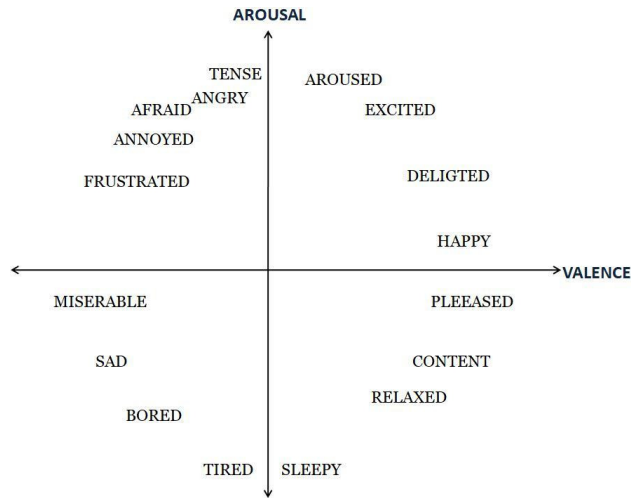 AROUSAL
TENSE
AROUSED
ANGRY
AFRAID
EXCITED
ANNOYED
DELIGTED
FRUSTRATED
HAPPY
VALENCE
MISERABLE
PLEEASED
SAD
CONTENT
RELAXED
BORED
TIRED
SLEEPY